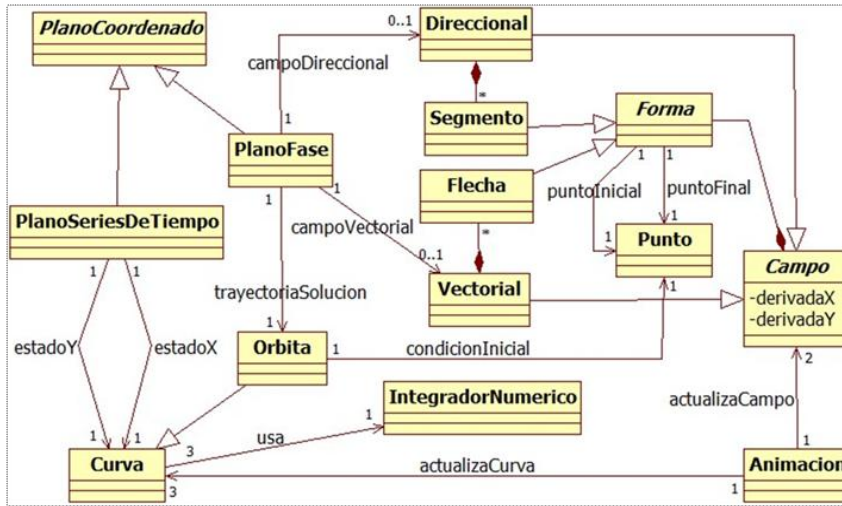 PlanoCoordenado
0..1
Direccional
campoDireccional
1
*
Segmento
Forma
PlanoFase
1
1
1
1
puntoInicial
puntoFinal
Flecha
campoVectorial
*
0..1
1
1
Punto
1
PlanoSeriesDeTiempo
1
1
Vectorial
Campo
-derivadaX
-derivadaY
trayectoriaSolucion
estadoY
estadoX
1
Orbita
1
condicionInicial
2
IntegradorNumerico
actualizaCampo
1
usa
1
1
3
1
Curva
3
actualizaCurva
1
Animacion